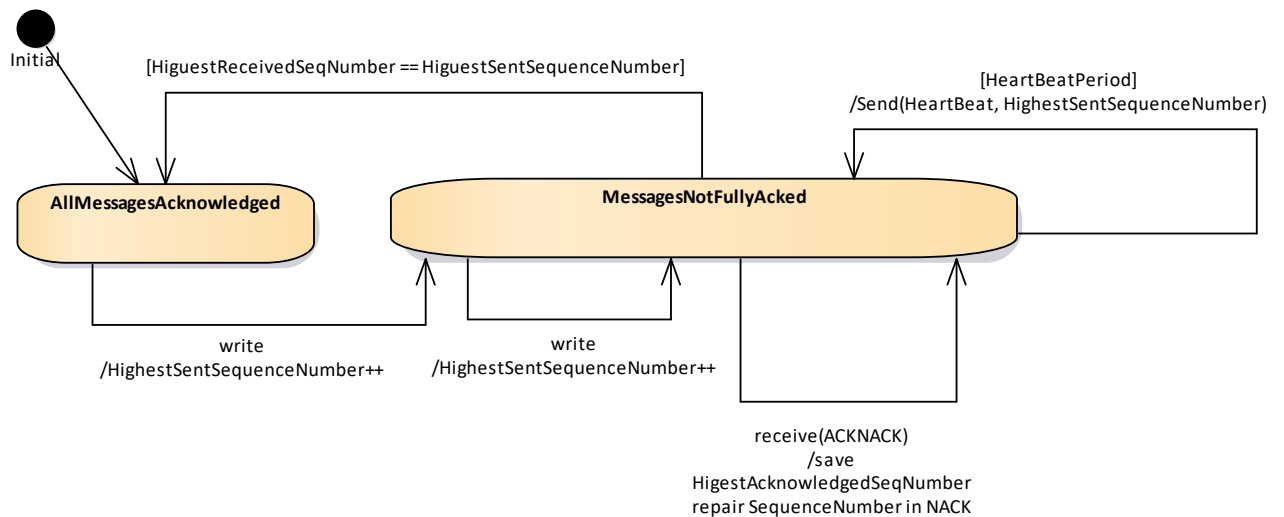 Initial
[HiguestReceivedSeqNumber == HiguestSentSequenceNumber]
[HeartBeatPeriod]
/Send(HeartBeat, HighestSentSequenceNumber)
AllMessagesAcknowledged
MessagesNotFullyAcked
write
/HighestSentSequenceNumber++
write
/HighestSentSequenceNumber++
receive(ACKNACK)
/save
HigestAcknowledgedSeqNumber
repair SequenceNumber in NACK